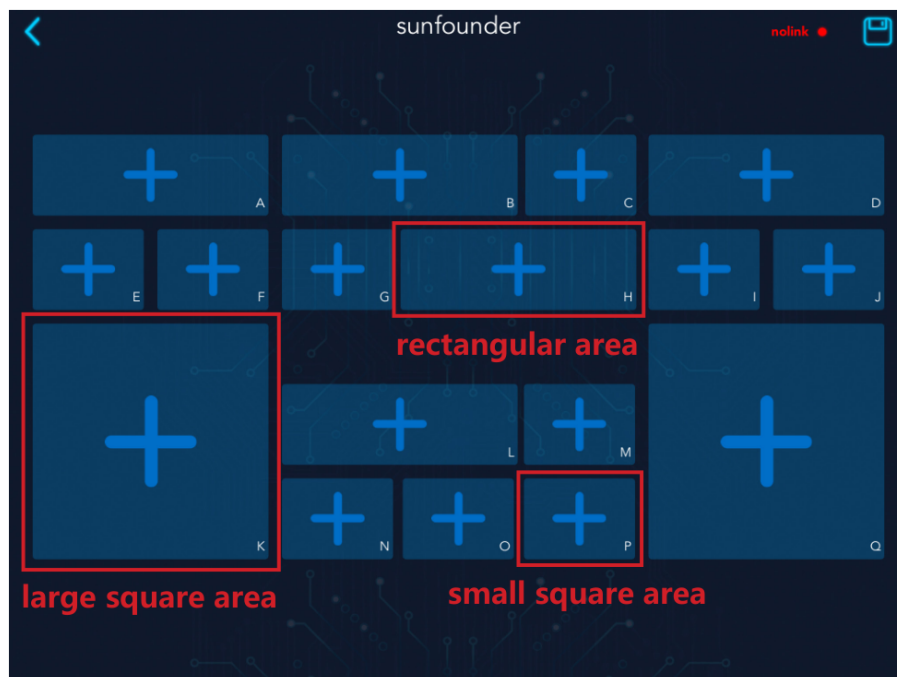 sunfounder
nolink
A
B
C
D
E
F
G
H
I
J
rectangular area
K
L
M
N
O
P
Q
large square area
small square area